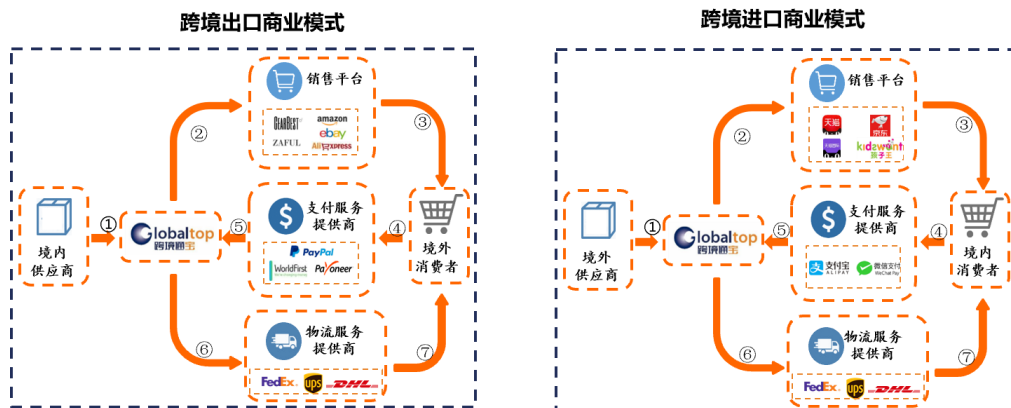 跨境出口商业模式
销售平台
GEARBEST
amazon
ebay
ZAFUL
AliExpress
②
③
境内
供应商
①
Globaltop
跨境通宝
⑤
支付服务
提供商
PayPal
WorldFirst
Payoneer
④
境外
消费者
⑥
物流服务
提供商
FedEx
ups
DHL
⑦
跨境进口商业模式
销售平台
天猫
京东
kidswant
孩子王
②
③
境外
供应商
①
Globaltop
跨境通宝
⑤
支付服务
提供商
支付宝
ALIPAY
微信支付
WeChat Pay
④
境内
消费者
⑥
物流服务
提供商
FedEx
ups
DHL
⑦